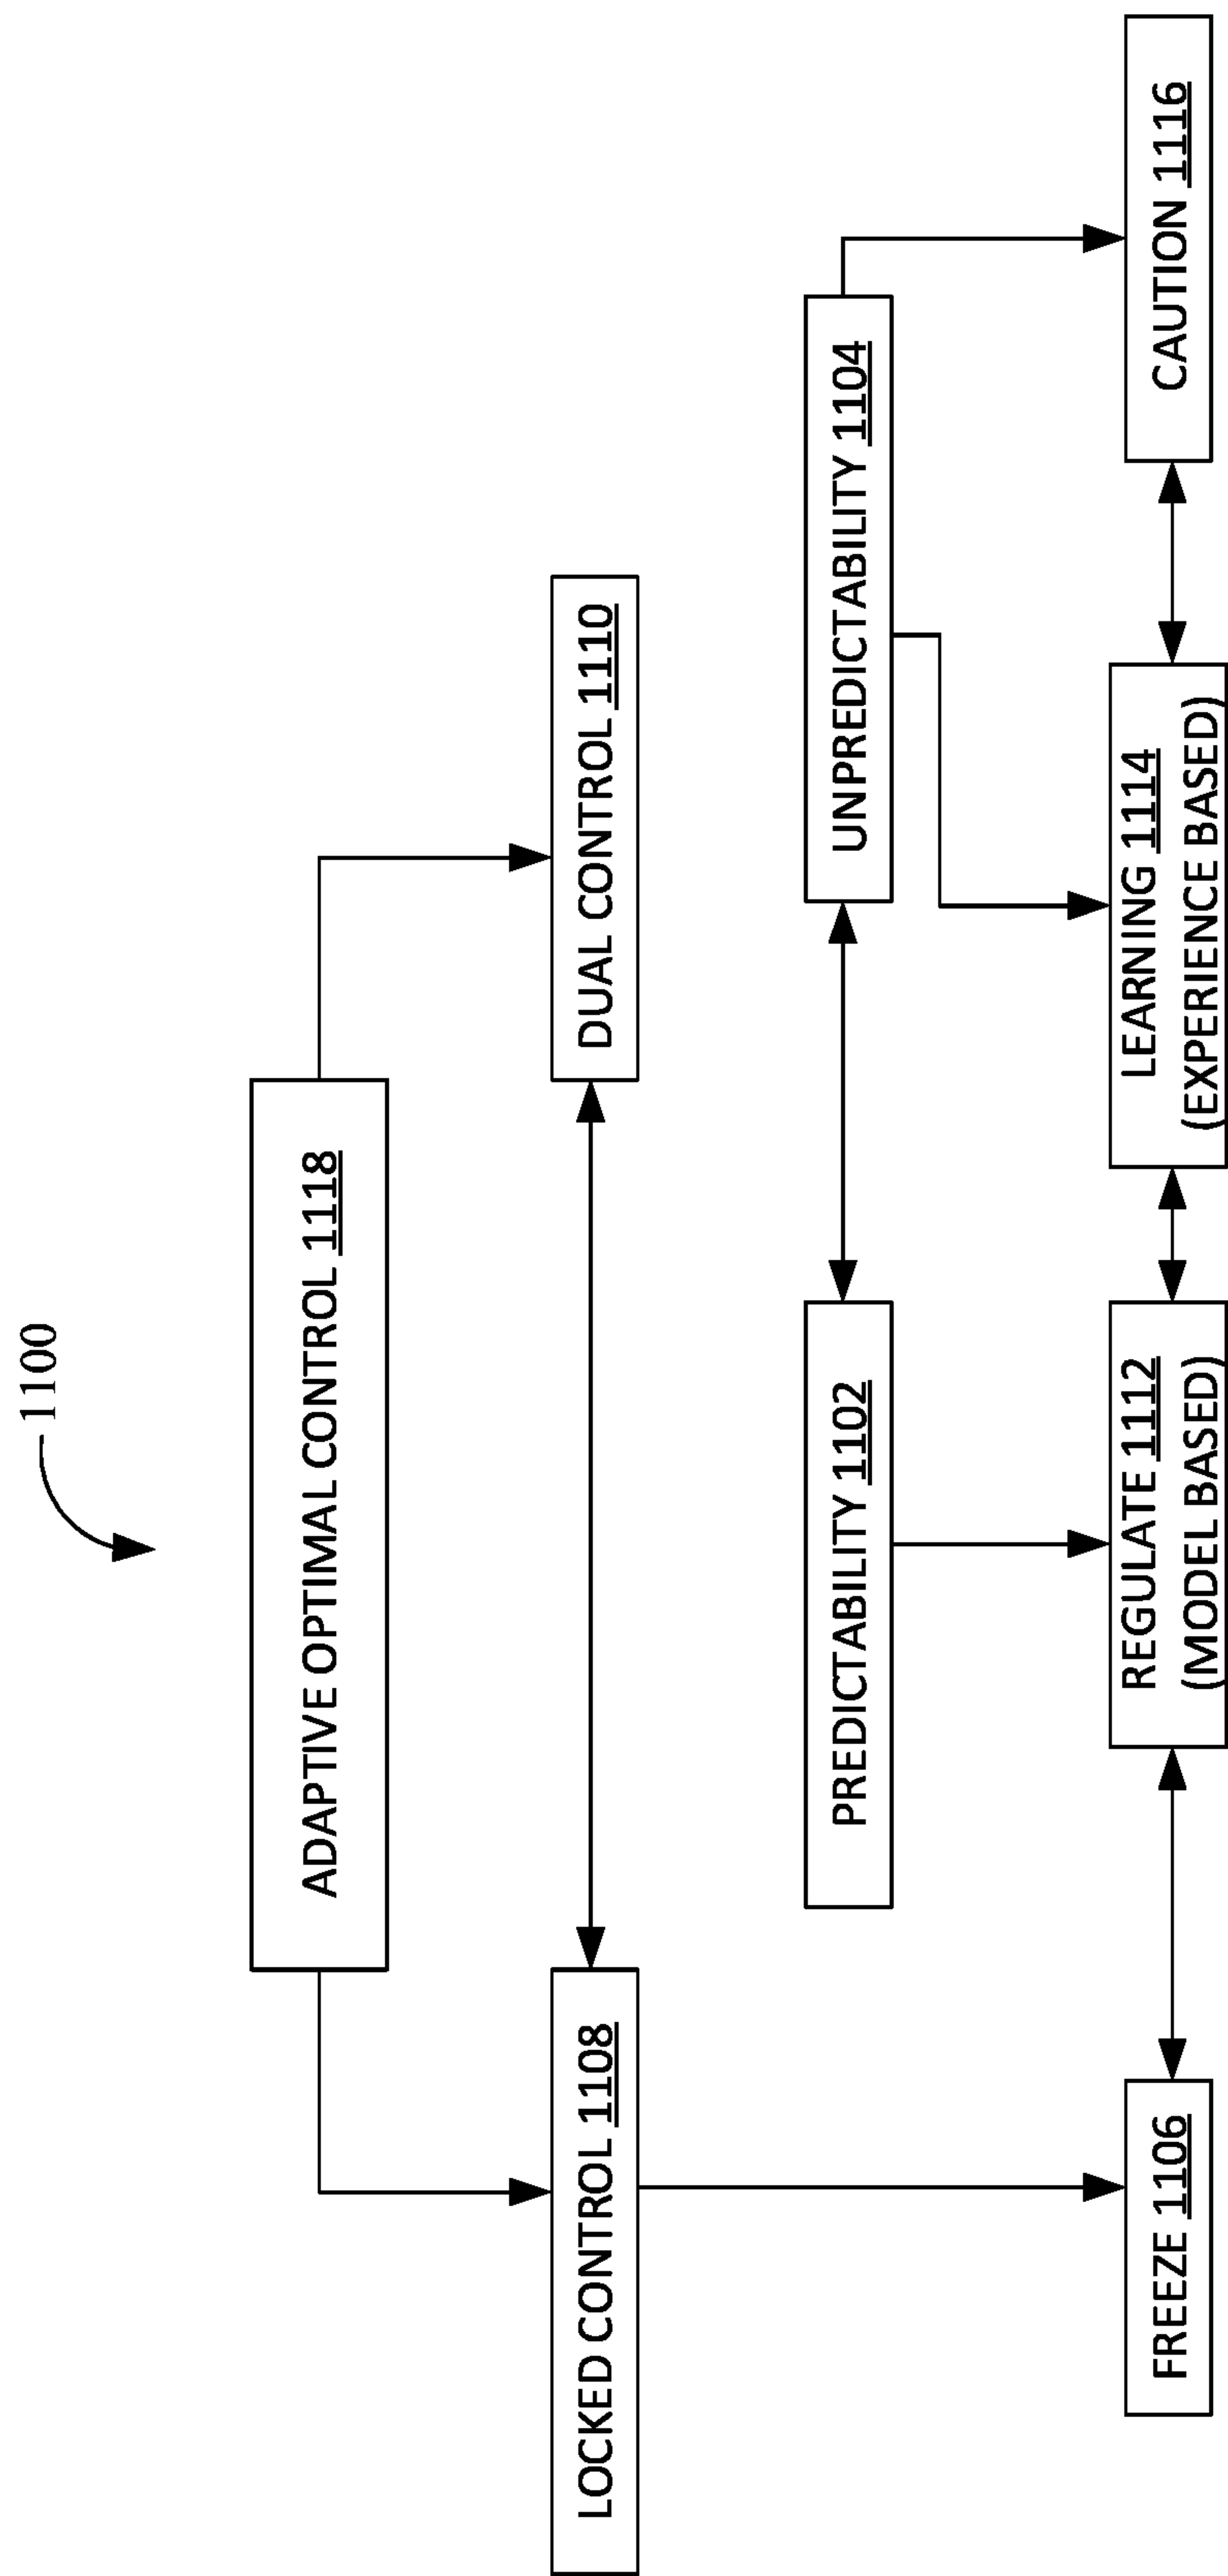 1100
ADAPTIVE OPTIMAL CONTROL 1118
LOCKED CONTROL 1108
DUAL CONTROL 1110
PREDICTABILITY 1102
UNPREDICTABILITY 1104
FREEZE 1106
REGULATE 1112
(MODEL BASED)
LEARNING 1114
(EXPERIENCE BASED)
CAUTION 1116